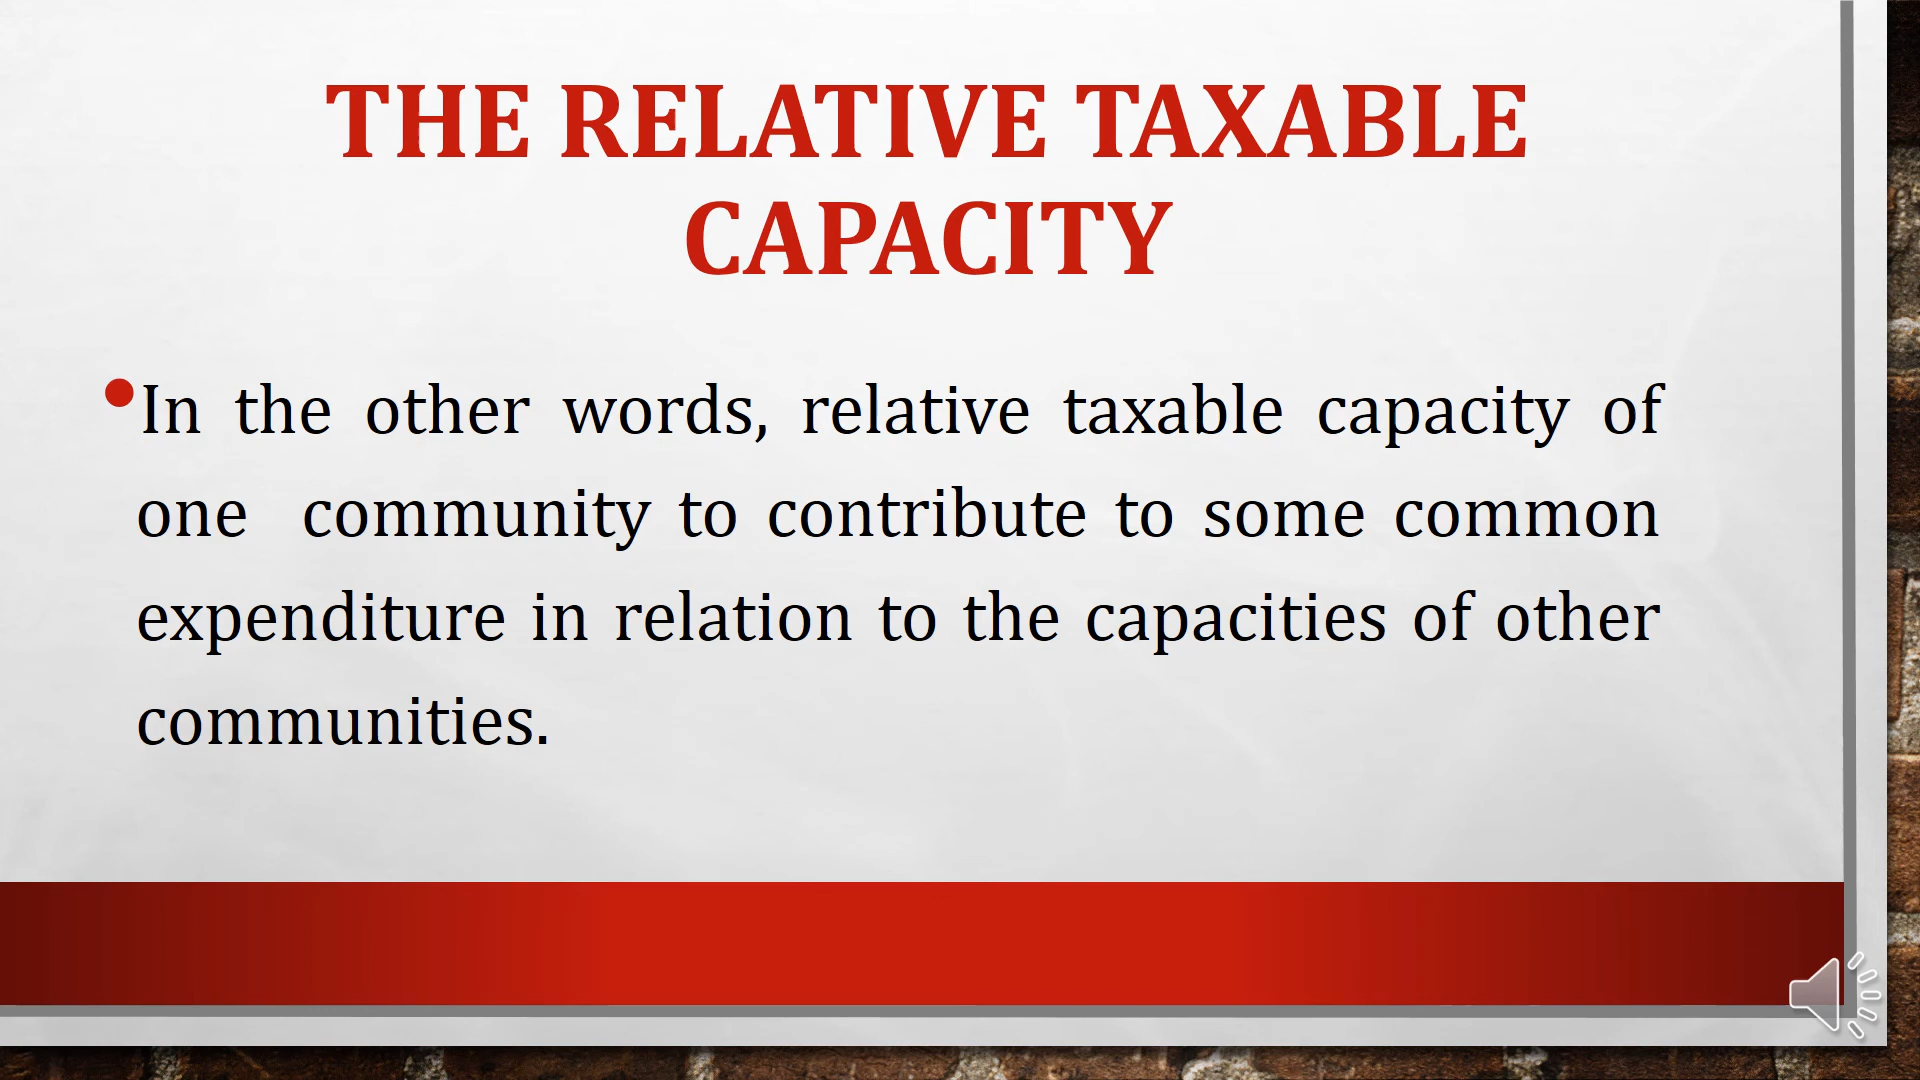 THE RELATIVE TAXABLE
CAPACITY
•In the other words, relative taxable capacity of
one community to contribute to some common
expenditure in relation to the capacities of other
communities.